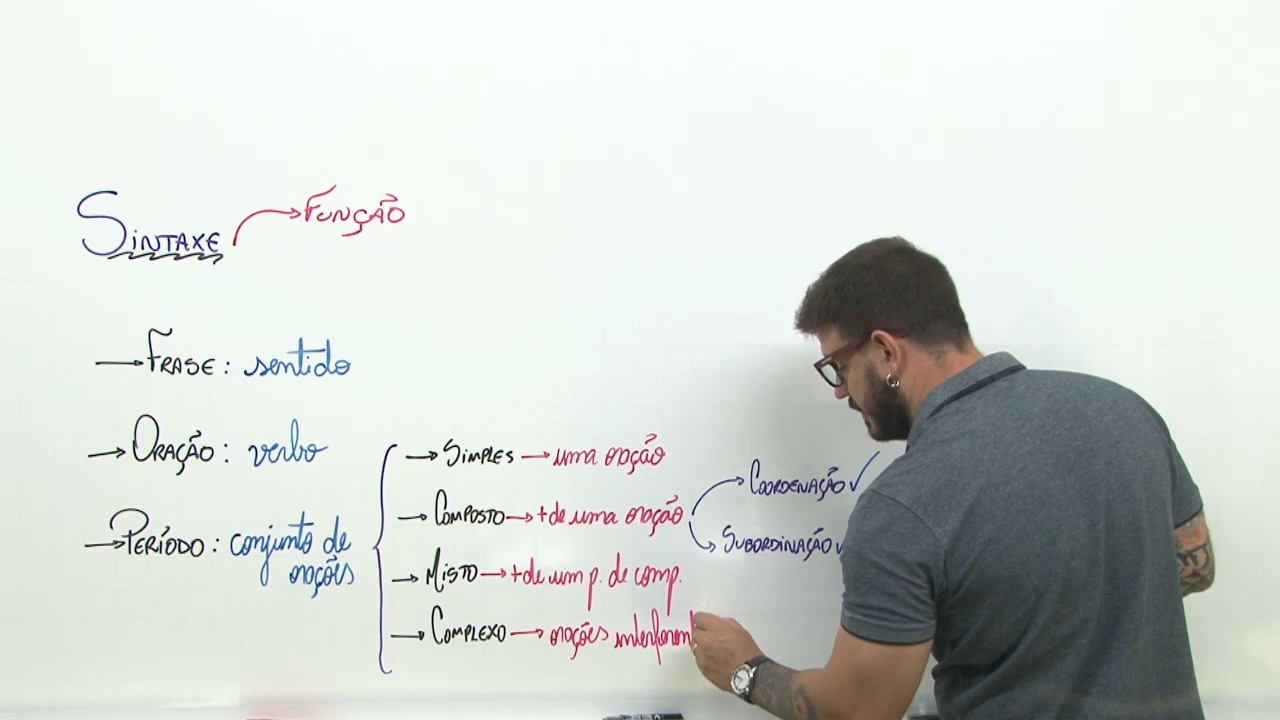 SINTAXE → FUNÇÃO
→ FRASE: sentido
→ ORAÇÃO: verbo
→ PERÍODO: conjunto de
orações
→ SIMPLES → uma oração
→ COMPOSTO → + de uma oração
COORDENAÇÃO ✓
SUBORDINAÇÃO ✓
→ MISTO → + de um p. de comp.
→ COMPLEXO → orações